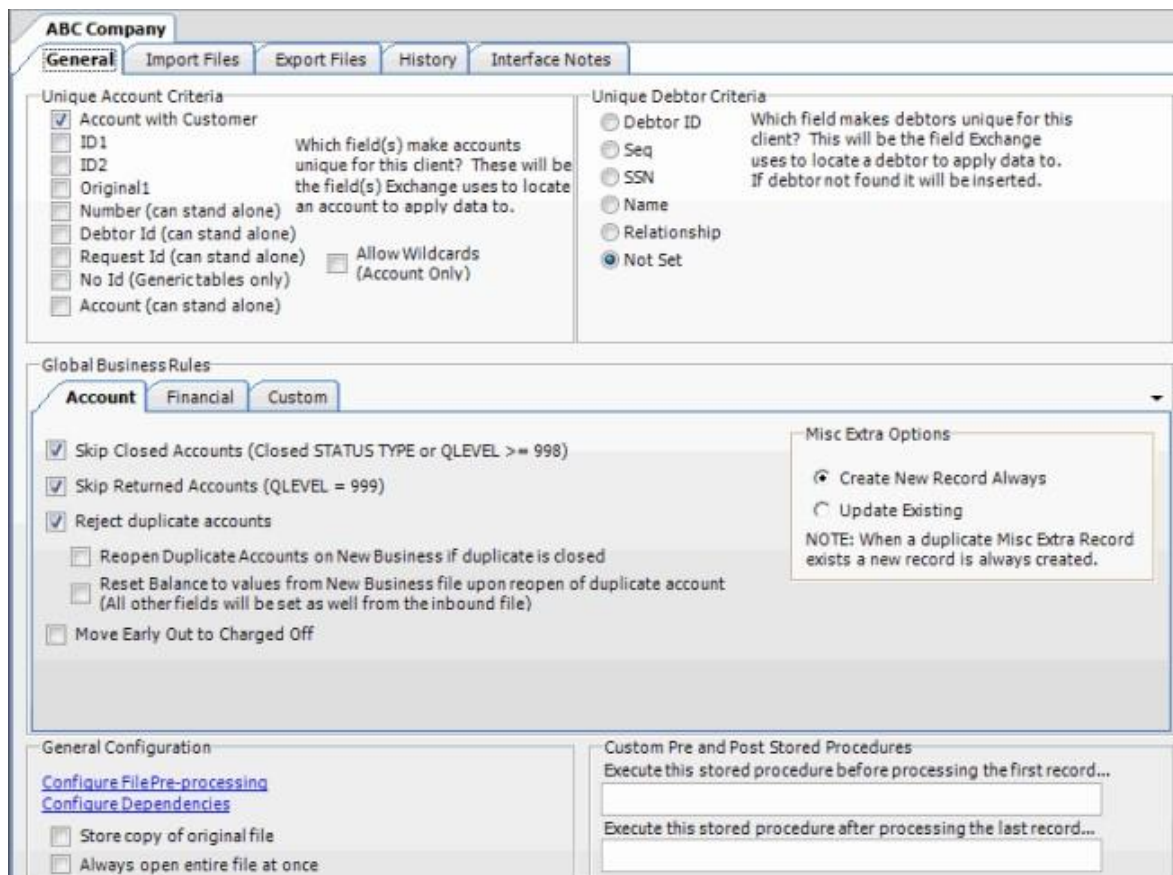 ABC Company
General
Import Files
Export Files
History
Interface Notes
Unique Account Criteria
Account with Customer
ID1
ID2
Original1
Number (can stand alone)
Debtor Id (can stand alone)
Request Id (can stand alone)
No Id (Generic tables only)
Account (can stand alone)
Which field(s) make accounts
unique for this client? These will be
the field(s) Exchange uses to locate
an account to apply data to.
Allow Wildcards
(Account Only)
Unique Debtor Criteria
Debtor ID
Seq
SSN
Name
Relationship
Not Set
Which field makes debtors unique for this
client? This will be the field Exchange
uses to locate a debtor to apply data to.
If debtor not found it will be inserted.
Global Business Rules
Account
Financial
Custom
Skip Closed Accounts (Closed STATUS TYPE or QLEVEL >= 998)
Skip Returned Accounts (QLEVEL = 999)
Reject duplicate accounts
Reopen Duplicate Accounts on New Business if duplicate is closed
Reset Balance to values from New Business file upon reopen of duplicate account
(All other fields will be set as well from the inbound file)
Move Early Out to Charged Off
Misc Extra Options
Create New Record Always
Update Existing
NOTE: When a duplicate Misc Extra Record
exists a new record is always created.
General Configuration
Configure File Pre-processing
Configure Dependencies
Store copy of original file
Always open entire file at once
Custom Pre and Post Stored Procedures
Execute this stored procedure before processing the first record...
Execute this stored procedure after processing the last record...